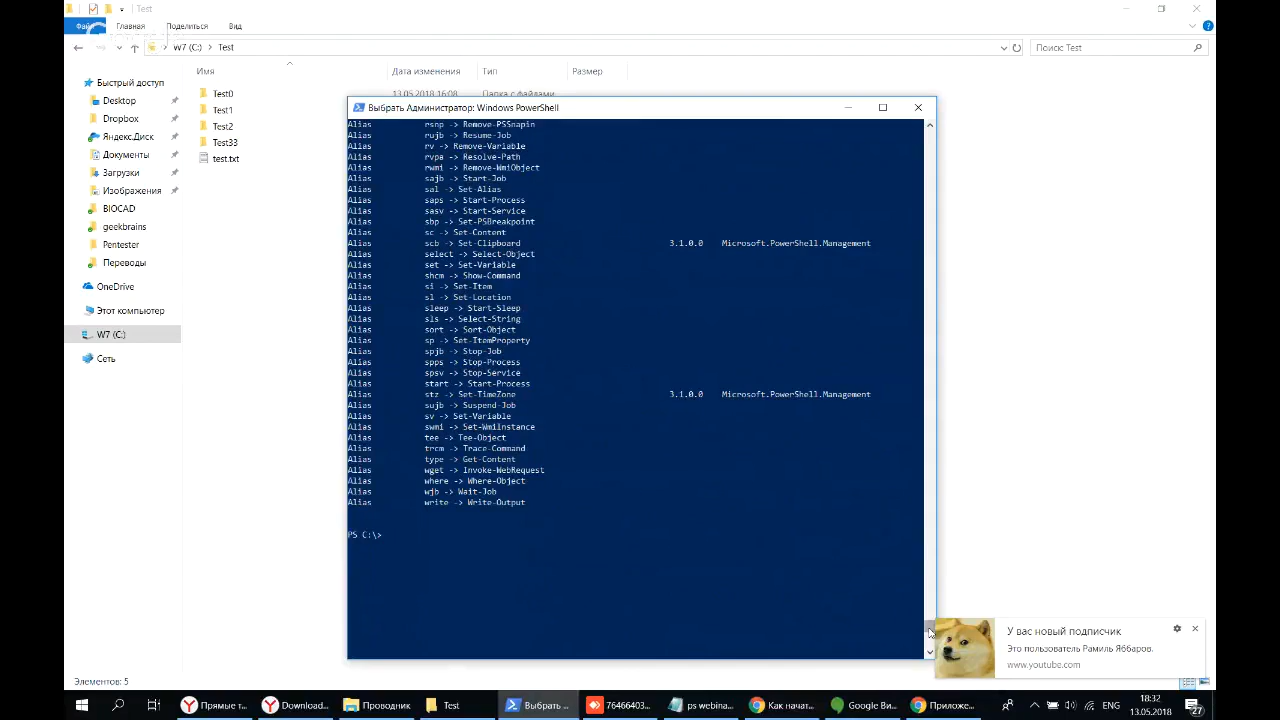 Test
Файл Главная Поделиться Вид
W7 (C:) > Test
Поиск: Test
Имя Дата изменения Тип Размер
Быстрый доступ
Desktop
Dropbox
Яндекс.Диск
Документы
Загрузки
Изображения
BIOCAD
geekbrains
Pentester
Переводы
OneDrive
Этот компьютер
W7 (C:)
Сеть
Test0 13.05.2018 16:08 Папка с файлами
Test1
Test2
Test33
test.txt
Выбрать Администратор: Windows PowerShell
Alias rsnp -> Remove-PSSnapin
Alias rujb -> Resume-Job
Alias rv -> Remove-Variable
Alias rvpa -> Resolve-Path
Alias rwmi -> Remove-WmiObject
Alias sajb -> Start-Job
Alias sal -> Set-Alias
Alias saps -> Start-Process
Alias sasv -> Start-Service
Alias sbp -> Set-PSBreakpoint
Alias sc -> Set-Content
Alias scb -> Set-Clipboard 3.1.0.0 Microsoft.PowerShell.Management
Alias select -> Select-Object
Alias set -> Set-Variable
Alias shcm -> Show-Command
Alias si -> Set-Item
Alias sl -> Set-Location
Alias sleep -> Start-Sleep
Alias sls -> Select-String
Alias sort -> Sort-Object
Alias sp -> Set-ItemProperty
Alias spjb -> Stop-Job
Alias spps -> Stop-Process
Alias spsv -> Stop-Service
Alias start -> Start-Process
Alias stz -> Set-TimeZone 3.1.0.0 Microsoft.PowerShell.Management
Alias sujb -> Suspend-Job
Alias sv -> Set-Variable
Alias swmi -> Set-WmiInstance
Alias tee -> Tee-Object
Alias trcm -> Trace-Command
Alias type -> Get-Content
Alias wget -> Invoke-WebRequest
Alias where -> Where-Object
Alias wjb -> Wait-Job
Alias write -> Write-Output
PS C:\>
У вас новый подписчик
Это пользователь Рамиль Яббаров.
www.youtube.com
Элементов: 5
Прямые т... Download... Проводник Test Выбрать ... 76466403... ps webina... Как начат... Google Ви... Приложе... ENG 18:32
13.05.2018 27